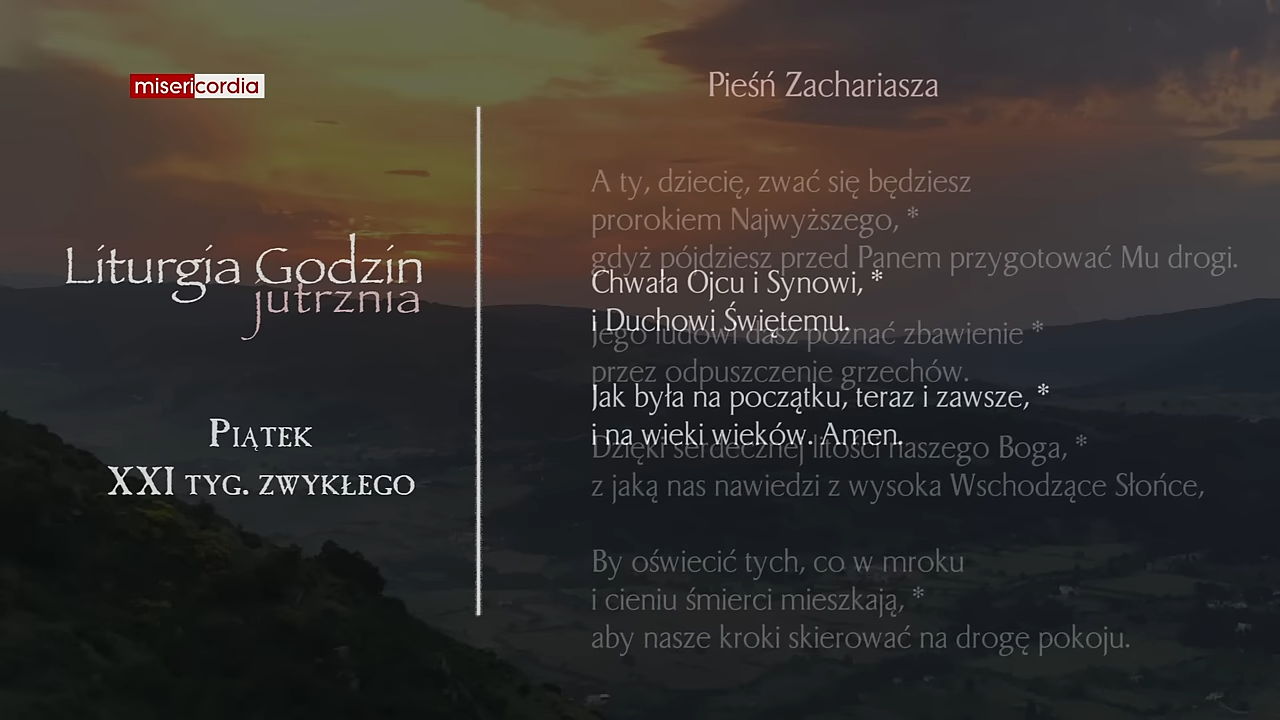 misericordia
Liturgia Godzin
jutrznia
Piątek
XXI tyg. zwykłego
Pieśń Zachariasza
A ty, dziecię, zwać się będziesz
prorokiem Najwyższego, *
gdyż pójdziesz przed Panem przygotować Mu drogi.
Chwała Ojcu i Synowi, *
i Duchowi Świętemu.
Jego ludowi dasz poznać zbawienie *
przez odpuszczenie grzechów.
Jak była na początku, teraz i zawsze, *
i na wieki wieków. Amen.
Dzięki serdecznej litości naszego Boga, *
z jaką nas nawiedzi z wysoka Wschodzące Słońce,
By oświecić tych, co w mroku
i cieniu śmierci mieszkają, *
aby nasze kroki skierować na drogę pokoju.